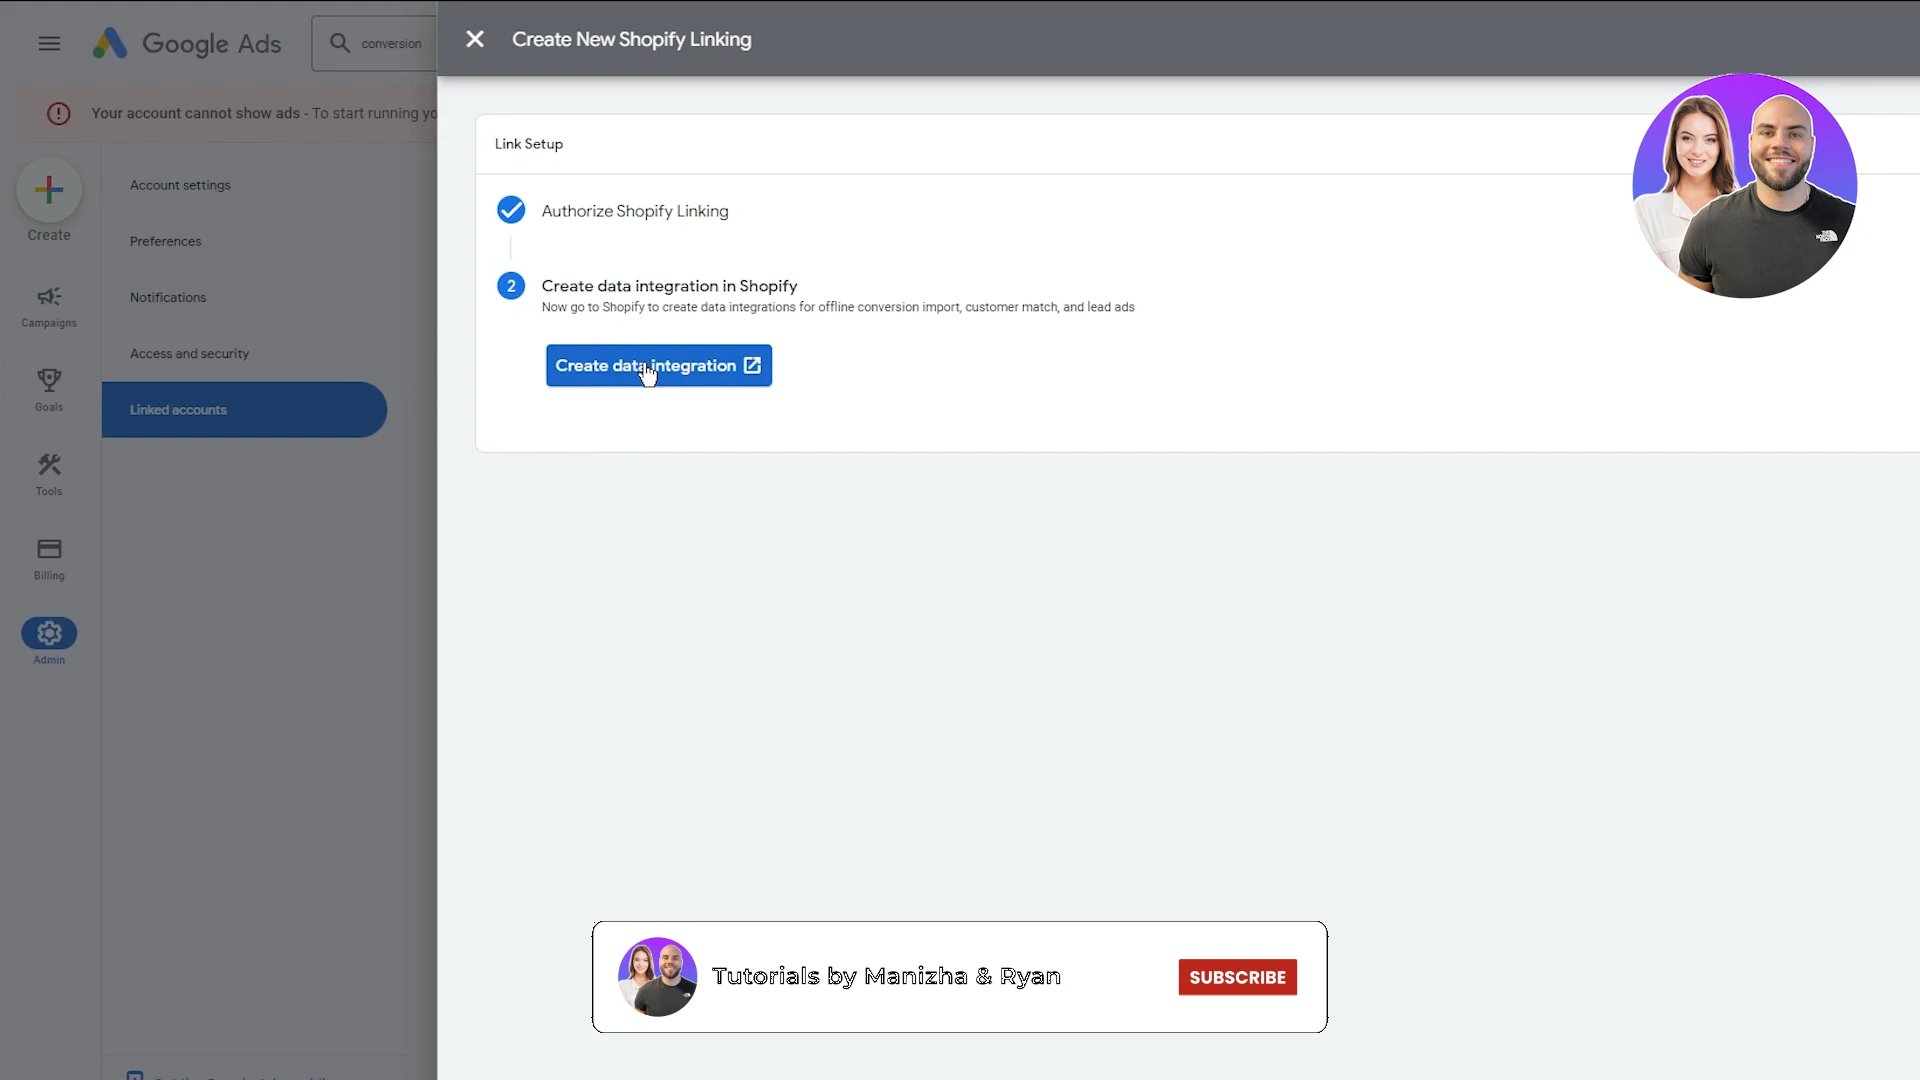 Google Ads
conversion
Create New Shopify Linking
Your account cannot show ads - To start running yo
Link Setup
Authorize Shopify Linking
2
Create data integration in Shopify
Now go to Shopify to create data integrations for offline conversion import, customer match, and lead ads
Create data integration
Create
Campaigns
Goals
Tools
Billing
Admin
Account settings
Preferences
Notifications
Access and security
Linked accounts
THE NORTH FACE
Tutorials by Manizha & Ryan
SUBSCRIBE